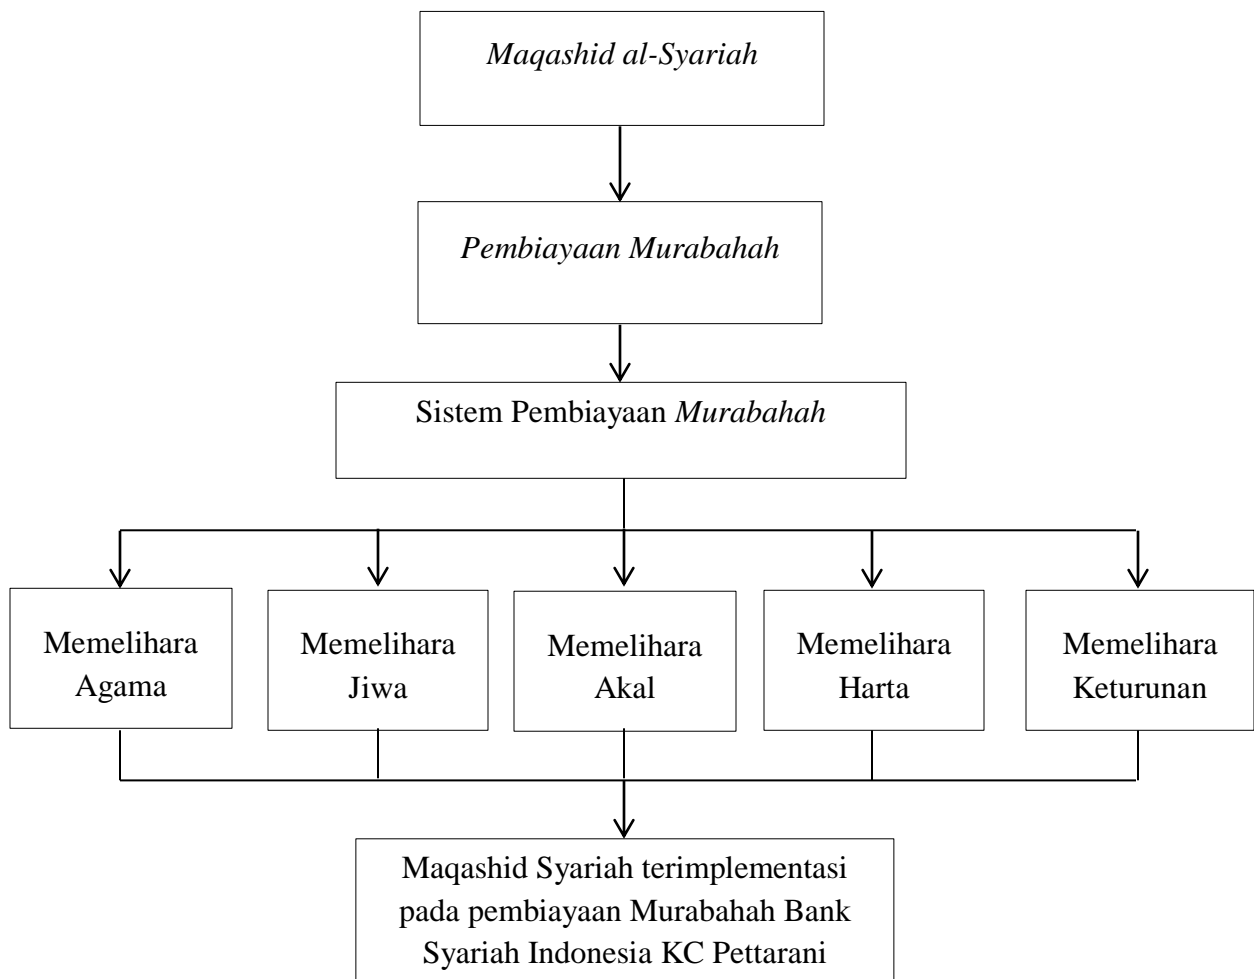 Maqashid al-Syariah
Pembiayaan Murabahah
Sistem Pembiayaan Murabahah
Memelihara
Agama
Memelihara
Jiwa
Memelihara
Akal
Memelihara
Harta
Memelihara
Keturunan
Maqashid Syariah terimplementasi
pada pembiayaan Murabahah Bank
Syariah Indonesia KC Pettarani